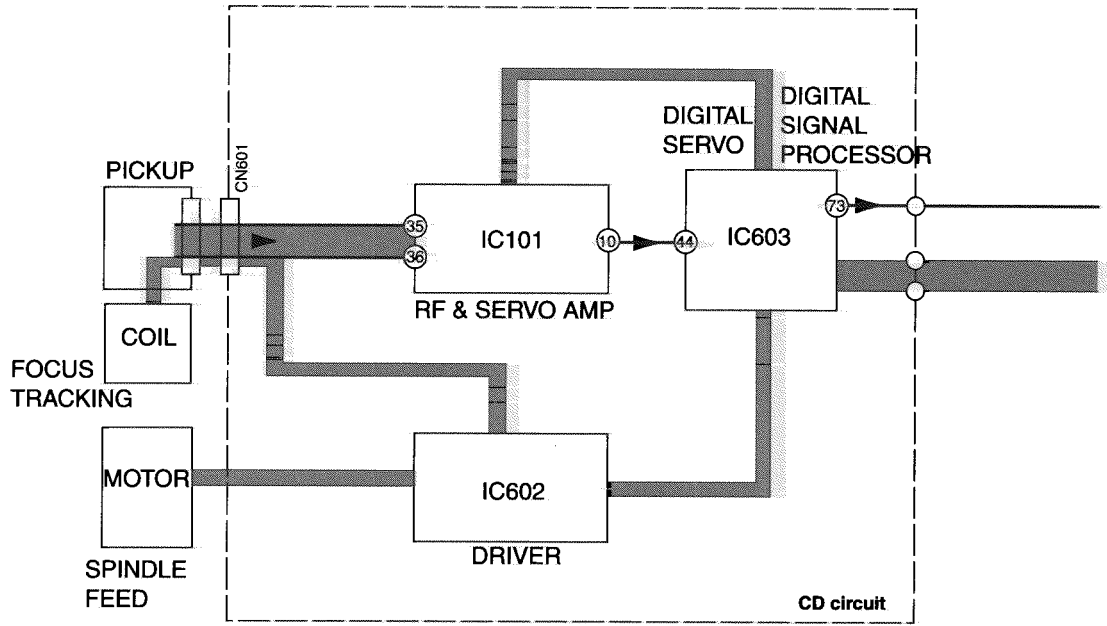 DIGITAL
SERVO
DIGITAL
SIGNAL
PROCESSOR
PICKUP
CN601
35
36
IC101
10
44
IC603
73
RF & SERVO AMP
COIL
FOCUS
TRACKING
MOTOR
IC602
DRIVER
SPINDLE
FEED
CD circuit